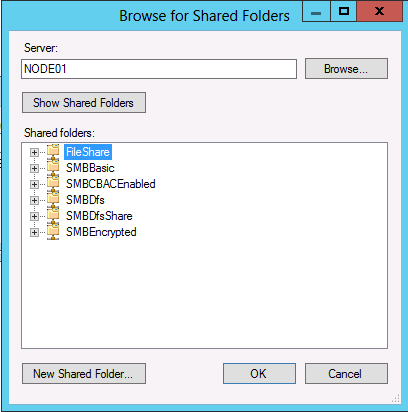 Browse for Shared Folders
Server:
NODE01
Browse...
Show Shared Folders
Shared folders:
FileShare
SMBBasic
SMBCBACEnabled
SMBDfs
SMBDfsShare
SMBEncrypted
New Shared Folder...
OK
Cancel